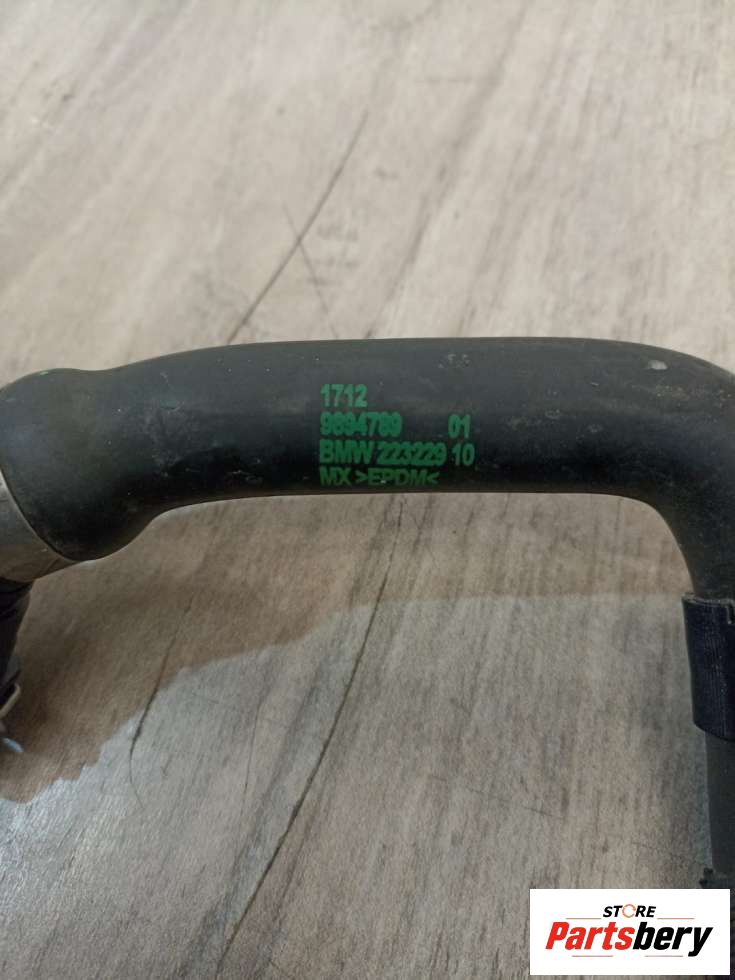 1712
9894789 01
BMW 223229 10
MX >EPDM<
STORE
Partsbery